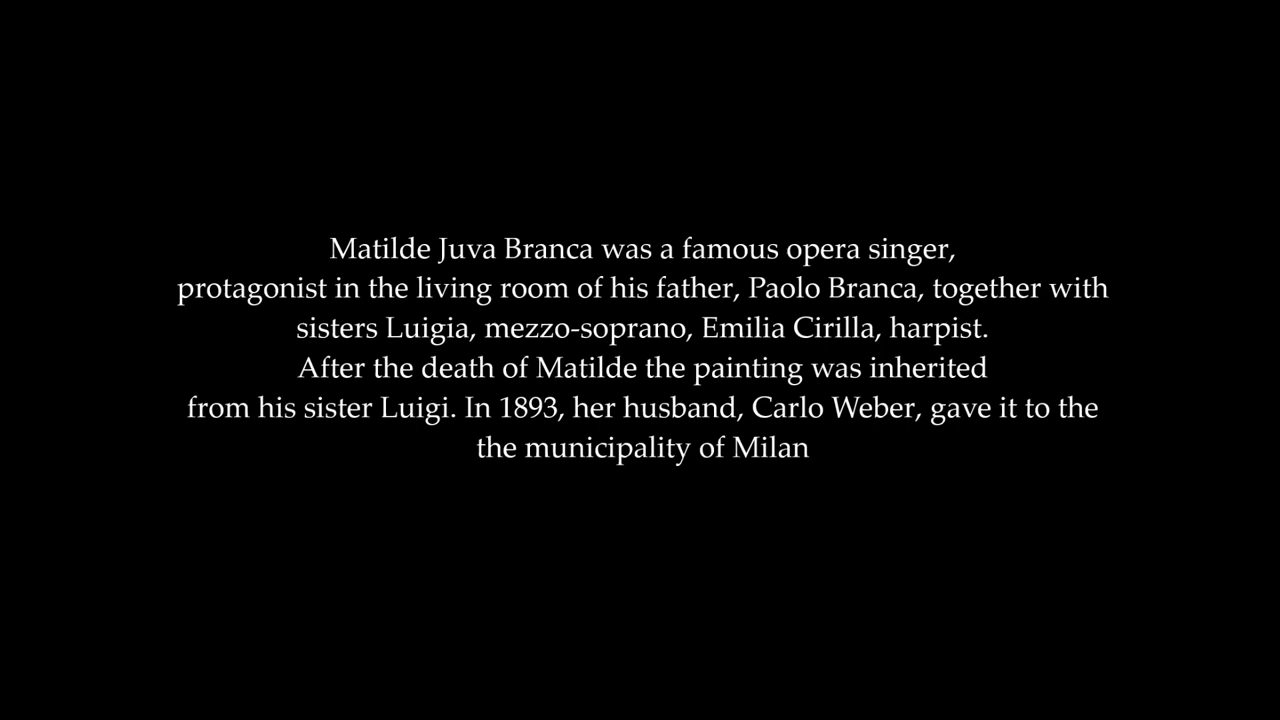 Matilde Juva Branca was a famous opera singer,
protagonist in the living room of his father, Paolo Branca, together with
sisters Luigia, mezzo-soprano, Emilia Cirilla, harpist.
After the death of Matilde the painting was inherited
from his sister Luigi. In 1893, her husband, Carlo Weber, gave it to the
the municipality of Milan